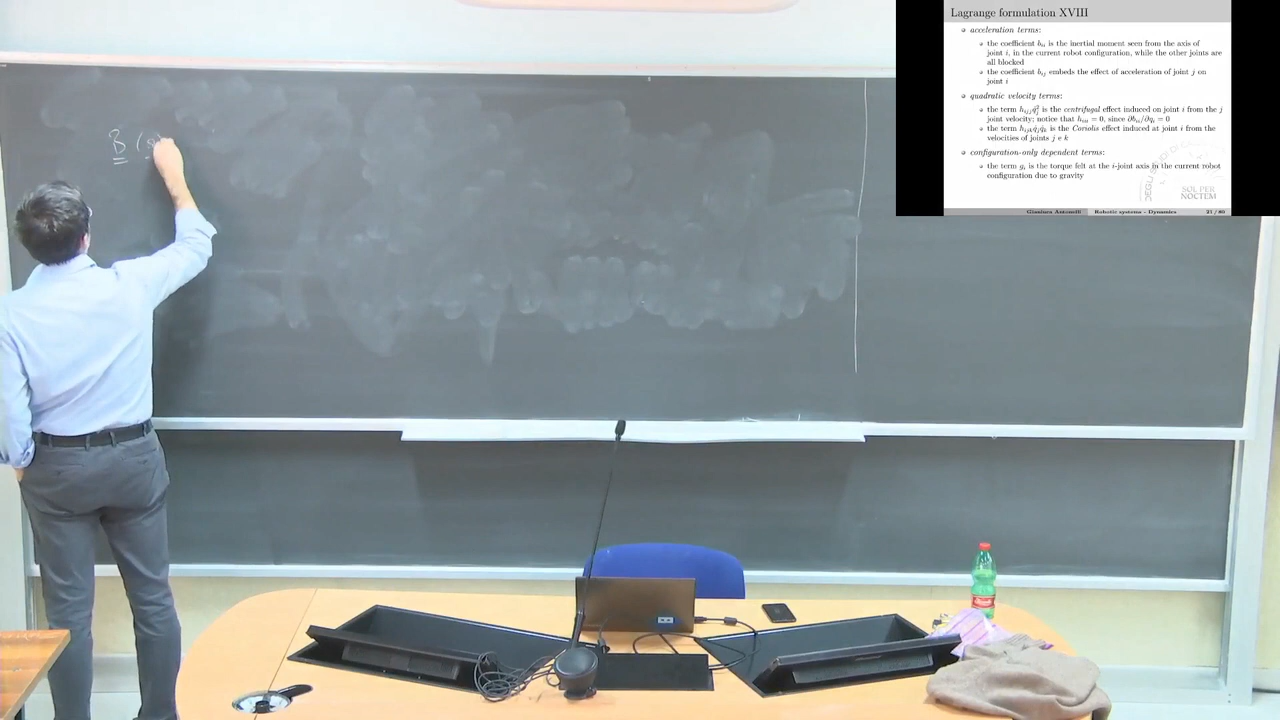 B (q
Lagrange formulation XVIII
acceleration terms:
the coefficient b_ii is the inertial moment seen from the axis of
joint i, in the current robot configuration, while the other joints are
all blocked
the coefficient b_ij embeds the effect of acceleration of joint j on
joint i
quadratic velocity terms:
the term h_ijj q̇_j² is the centrifugal effect induced on joint i from the j
joint velocity; notice that h_iii = 0, since ∂b_ii/∂q_i = 0
the term h_ijk q̇_j q̇_k is the Coriolis effect induced at joint i from the
velocities of joints j e k
configuration-only dependent terms:
the term g_i is the torque felt at the i-joint axis in the current robot
configuration due to gravity
SOL PER
NOCTEM
Gianluca Antonelli Robotic systems - Dynamics 21 / 80